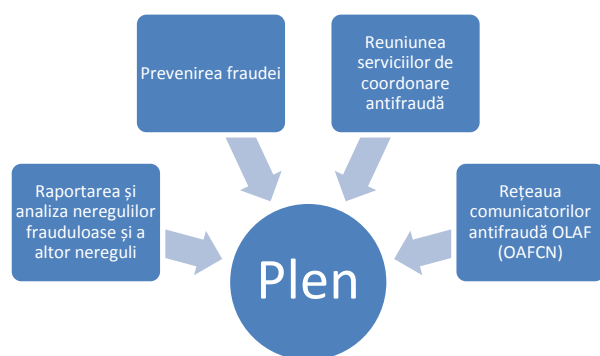 Prevenirea fraudei
Reuniunea
serviciilor de
coordonare
antifraudă
Raportarea și
analiza neregulilor
frauduloase și a
altor nereguli
Rețeaua
comunicatorilor
antifraudă OLAF
(OAFCN)
Plen